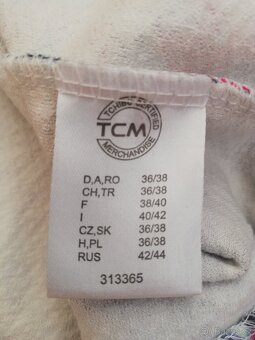 TCHIBO CERTIFIED
TCM
MERCHANDISE
D,A,RO 36/38
CH,TR 36/38
F 38/40
I 40/42
CZ,SK 36/38
H,PL 36/38
RUS 42/44
313365